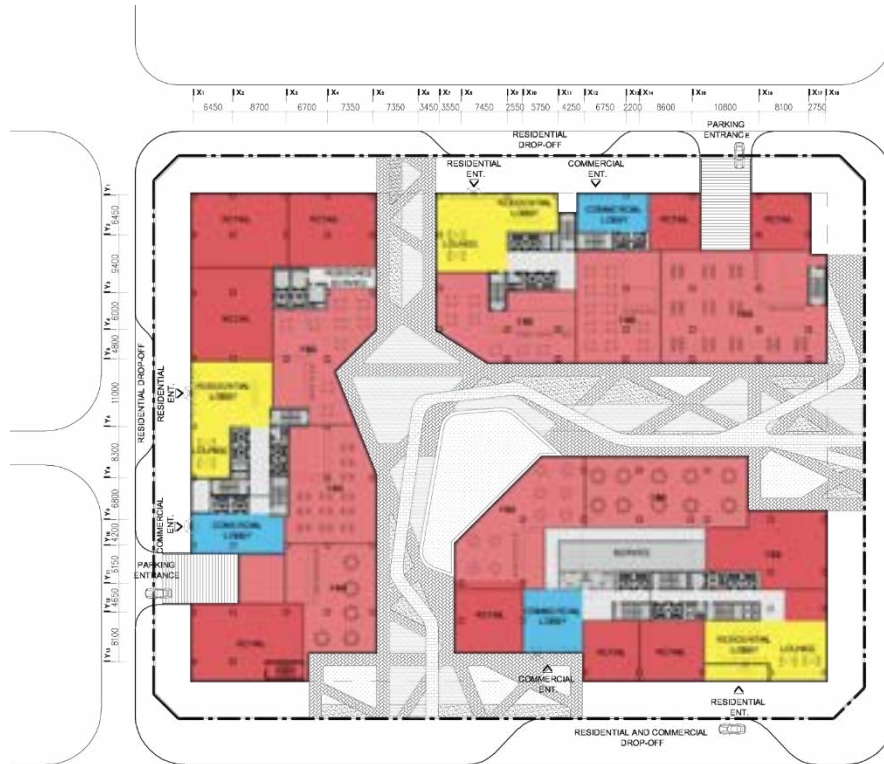 X1 X2 X3 X4 X5 X6 X7 X8 X9 X10 X11 X12 X13 X14 X15 X16 X17 X18
6450 8700 6700 7350 7350 3450 3550 7450 2550 5750 4250 6750 2200 8600 10800 8100 2750
PARKING
ENTRANCE
RESIDENTIAL
DROP-OFF
RESIDENTIAL
ENT.
COMMERCIAL
ENT.
Y1
6450
Y2
9400
Y3
6000
Y4
4800
Y5
11000
Y6
8300
6800
Y9
4200
Y10
5150
Y11
4650
Y12
8100
Y13
RETAIL
RETAIL
RESIDENTIAL
LOBBY
LOUNGE
COMMERCIAL
LOBBY
RETAIL
RETAIL
RETAIL
F&B
F&B
F&B
F&B
RESIDENTIAL DROP-OFF
RESIDENTIAL
ENT.
RESIDENTIAL
LOBBY
LOUNGE
F&B
COMMERCIAL
ENT.
LOBBY
F&B
F&B
F&B
F&B
SERVICE
PARKING
ENTRANCE
RETAIL
RETAIL
COMMERCIAL
LOBBY
RETAIL
RETAIL
RESIDENTIAL
LOBBY
LOUNGE
COMMERCIAL
ENT.
RESIDENTIAL
ENT.
RESIDENTIAL AND COMMERCIAL
DROP-OFF